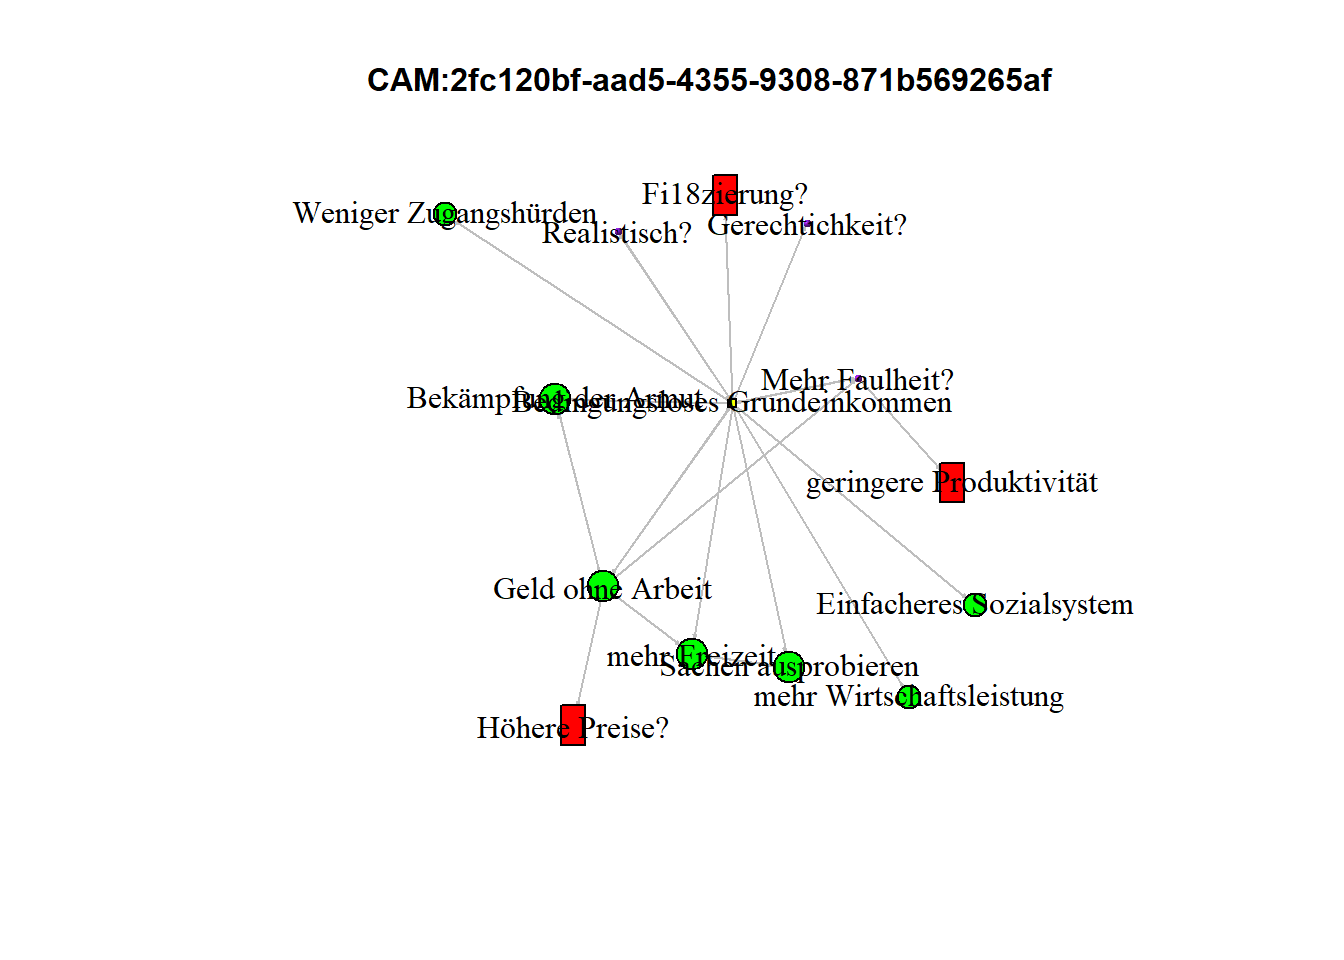 CAM:2fc120bf-aad5-4355-9308-871b569265af
Fi18zierung?
Weniger Zugangshürden
Realistisch?
Gerechtichkeit?
Mehr Faulheit?
Bekämpfung der Armut
Bedingungsloses Grundeinkommen
geringere Produktivität
Geld ohne Arbeit
Einfacheres Sozialsystem
mehr Freizeit
Sachen ausprobieren
mehr Wirtschaftsleistung
Höhere Preise?